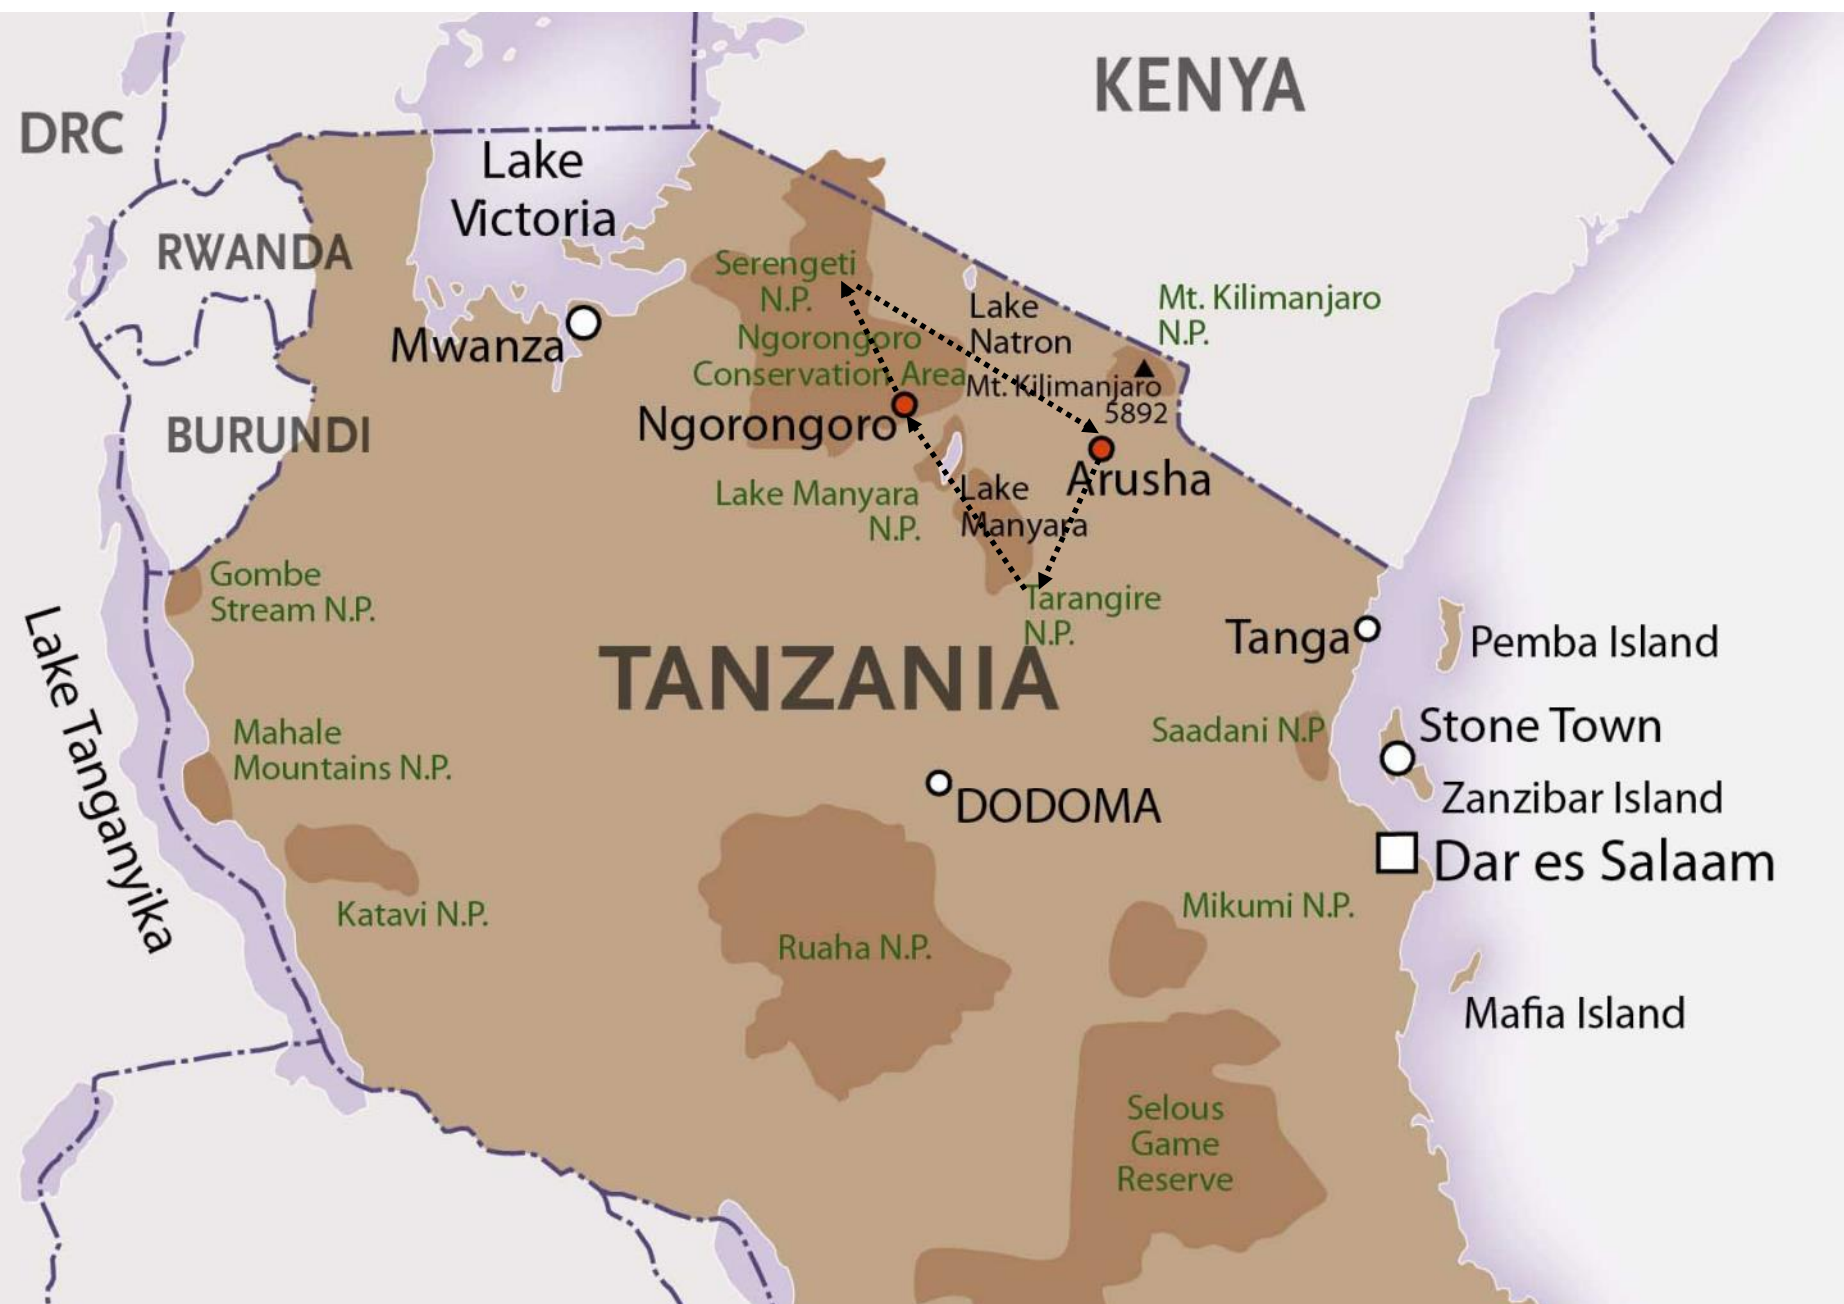 KENYA
DRC
Lake
Victoria
RWANDA
Serengeti
N.P.
Lake
Natron
Mt. Kilimanjaro
N.P.
Mwanza
Ngorongoro
Conservation Area
Mt. Kilimanjaro
5892
Ngorongoro
BURUNDI
Arusha
Lake Manyara
N.P.
Lake
Manyara
Gombe
Stream N.P.
Tarangire
N.P.
Lake Tanganyika
TANZANIA
Tanga
Pemba Island
Mahale
Mountains N.P.
Saadani N.P
Stone Town
Zanzibar Island
DODOMA
Dar es Salaam
Katavi N.P.
Ruaha N.P.
Mikumi N.P.
Mafia Island
Selous
Game
Reserve